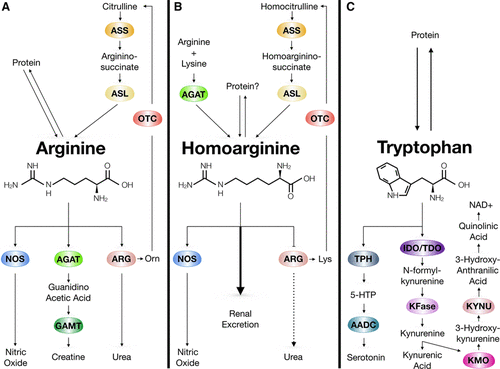 A
Citrulline
ASS
Arginino-
succinate
ASL
Protein
OTC
Arginine
NH
H₂N
N
H
O
OH
NH₂
NOS
AGAT
ARG
Orn
Guanidino
Acetic Acid
GAMT
Nitric
Oxide
Creatine
Urea
B
Homocitrulline
ASS
Arginine
+
Lysine
Homoarginino-
succinate
AGAT
Protein?
ASL
OTC
Homoarginine
NH
H₂N
N
H
NH₂
OH
O
NOS
ARG
Lys
Renal
Excretion
Nitric
Oxide
Urea
C
Protein
Tryptophan
O
OH
NH₂
NH
NAD+
Quinolinic
Acid
TPH
IDO/TDO
3-Hydroxy-
Anthranilic
Acid
N-formyl-
kynurenine
5-HTP
KFase
KYNU
AADC
Kynurenine
3-Hydroxy-
kynurenine
Serotonin
Kynurenic
Acid
KMO